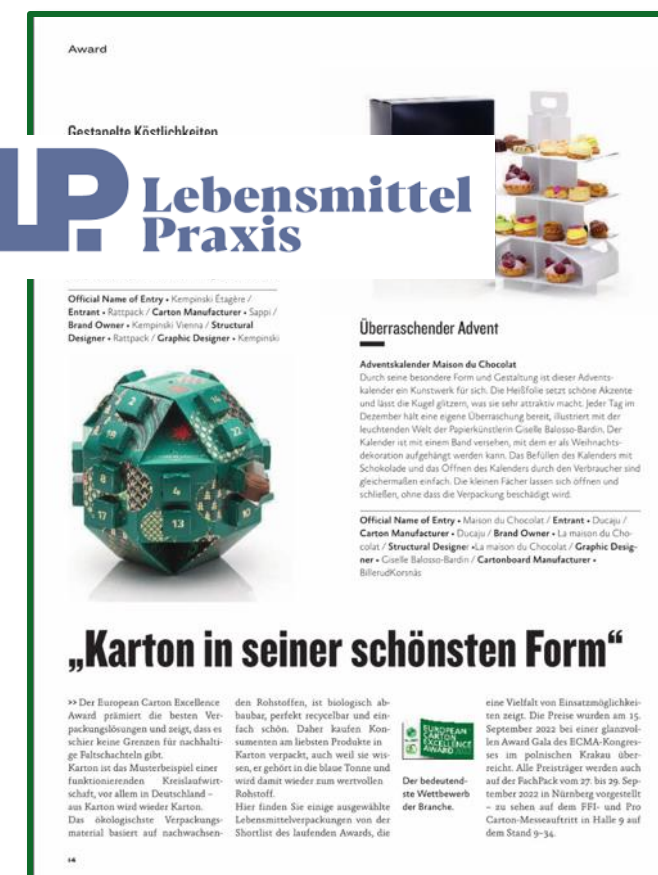 Award
Gestapelte Köstlichkeiten
LP.
Lebensmittel
Praxis
Official Name of Entry • Kempinski Étagère /
Entrant • Rattpack / Carton Manufacturer • Sappi /
Brand Owner • Kempinski Vienna / Structural
Designer • Rattpack / Graphic Designer • Kempinski
2
14
19
22
8
4
17
13
10
Überraschender Advent
Adventskalender Maison du Chocolat
Durch seine besondere Form und Gestaltung ist dieser Advents-
kalender ein Kunstwerk für sich. Die Heißfolie setzt schöne Akzente
und lässt die Kugel glitzern, was sie sehr attraktiv macht. Jeder Tag im
Dezember hält eine eigene Überraschung bereit, illustriert mit der
leuchtenden Welt der Papierkünstlerin Giselle Balosso-Bardin. Der
Kalender ist mit einem Band versehen, mit dem er als Weihnachts-
dekoration aufgehängt werden kann. Das Befüllen des Kalenders mit
Schokolade und das Öffnen des Kalenders durch den Verbraucher sind
gleichermaßen einfach. Die kleinen Fächer lassen sich öffnen und
schließen, ohne dass die Verpackung beschädigt wird.
Official Name of Entry • Maison du Chocolat / Entrant • Ducaju /
Carton Manufacturer • Ducaju / Brand Owner • La maison du Cho-
colat / Structural Designer •La maison du Chocolat / Graphic Desig-
ner • Giselle Balosso-Bardin / Cartonboard Manufacturer •
BillerudKorsnäs
„Karton in seiner schönsten Form“
>> Der European Carton Excellence
Award prämiert die besten Ver-
packungslösungen und zeigt, dass es
schier keine Grenzen für nachhalti-
ge Faltschachteln gibt.
Karton ist das Musterbeispiel einer
funktionierenden Kreislaufwirt-
schaft, vor allem in Deutschland –
aus Karton wird wieder Karton.
Das ökologischste Verpackungs-
material basiert auf nachwachsen-
den Rohstoffen, ist biologisch ab-
baubar, perfekt recycelbar und ein-
fach schön. Daher kaufen Kon-
sumenten am liebsten Produkte in
Karton verpackt, auch weil sie wis-
sen, er gehört in die blaue Tonne und
wird damit wieder zum wertvollen
Rohstoff.
Hier finden Sie einige ausgewählte
Lebensmittelverpackungen von der
Shortlist des laufenden Awards, die
EUROPEAN
CARTON
EXCELLENCE
AWARD
Der bedeutend-
ste Wettbewerb
der Branche.
eine Vielfalt von Einsatzmöglichkei-
ten zeigt. Die Preise wurden am 15.
September 2022 bei einer glanzvol-
len Award Gala des ECMA-Kongres-
ses im polnischen Krakau über-
reicht. Alle Preisträger werden auch
auf der FachPack vom 27. bis 29. Sep-
tember 2022 in Nürnberg vorgestellt
– zu sehen auf dem FFI- und Pro
Carton-Messeauftritt in Halle 9 auf
dem Stand 9-34.
14